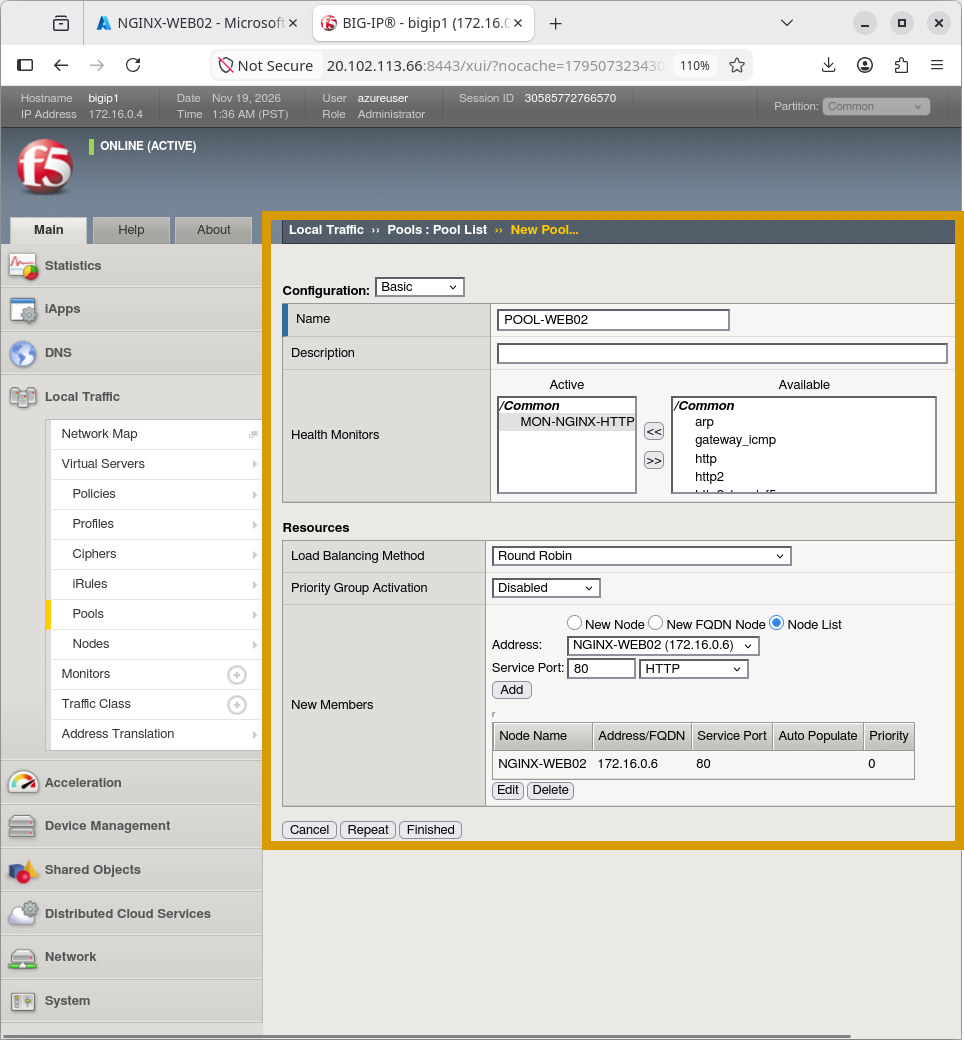 NGINX-WEB02 - Microsoft
BIG-IP® - bigip1 (172.16.0
Not Secure 20.102.113.66:8443/xui/?nocache=179507323430 110%
Hostname bigip1 Date Nov 19, 2026 User azureuser Session ID 30585772766570
IP Address 172.16.0.4 Time 1:36 AM (PST) Role Administrator
Partition: Common
f5
ONLINE (ACTIVE)
Main Help About
Statistics
iApps
DNS
Local Traffic
Network Map
Virtual Servers
Policies
Profiles
Ciphers
iRules
Pools
Nodes
Monitors
Traffic Class
Address Translation
Acceleration
Device Management
Shared Objects
Distributed Cloud Services
Network
System
Local Traffic ›› Pools : Pool List ›› New Pool...
Configuration: Basic
Name POOL-WEB02
Description
Health Monitors
Active Available
/Common
MON-NGINX-HTTP
<<
>>
/Common
arp
gateway_icmp
http
http2
Resources
Load Balancing Method Round Robin
Priority Group Activation Disabled
New Members
New Node New FQDN Node Node List
Address: NGINX-WEB02 (172.16.0.6)
Service Port: 80 HTTP
Add
Node Name Address/FQDN Service Port Auto Populate Priority
NGINX-WEB02 172.16.0.6 80 0
Edit Delete
Cancel Repeat Finished